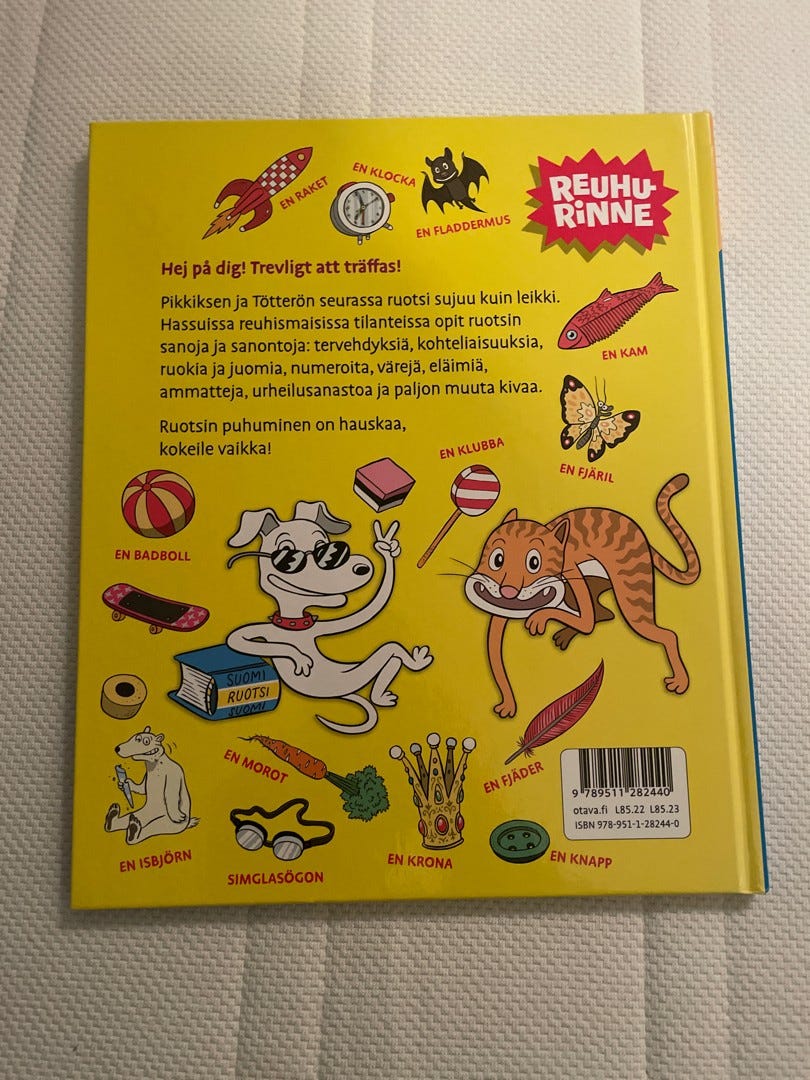 EN RAKET
EN KLOCKA
EN FLADDERMUS
REUHU-
RINNE
Hej på dig! Trevligt att träffas!
Pikkiksen ja Tötterön seurassa ruotsi sujuu kuin leikki.
Hassuissa reuhismaisissa tilanteissa opit ruotsin
sanoja ja sanontoja: tervehdyksiä, kohteliaisuuksia,
ruokia ja juomia, numeroita, värejä, eläimiä,
ammatteja, urheilusanastoa ja paljon muuta kivaa.
Ruotsin puhuminen on hauskaa,
kokeile vaikka!
EN KAM
EN FJÄRIL
EN KLUBBA
EN BADBOLL
SUOMI
RUOTSI
SUOMI
EN MOROT
EN FJÄDER
EN ISBJÖRN
SIMGLASÖGON
EN KRONA
EN KNAPP
9 789511 282440
otava.fi L85.22 L85.23
ISBN 978-951-1-28244-0